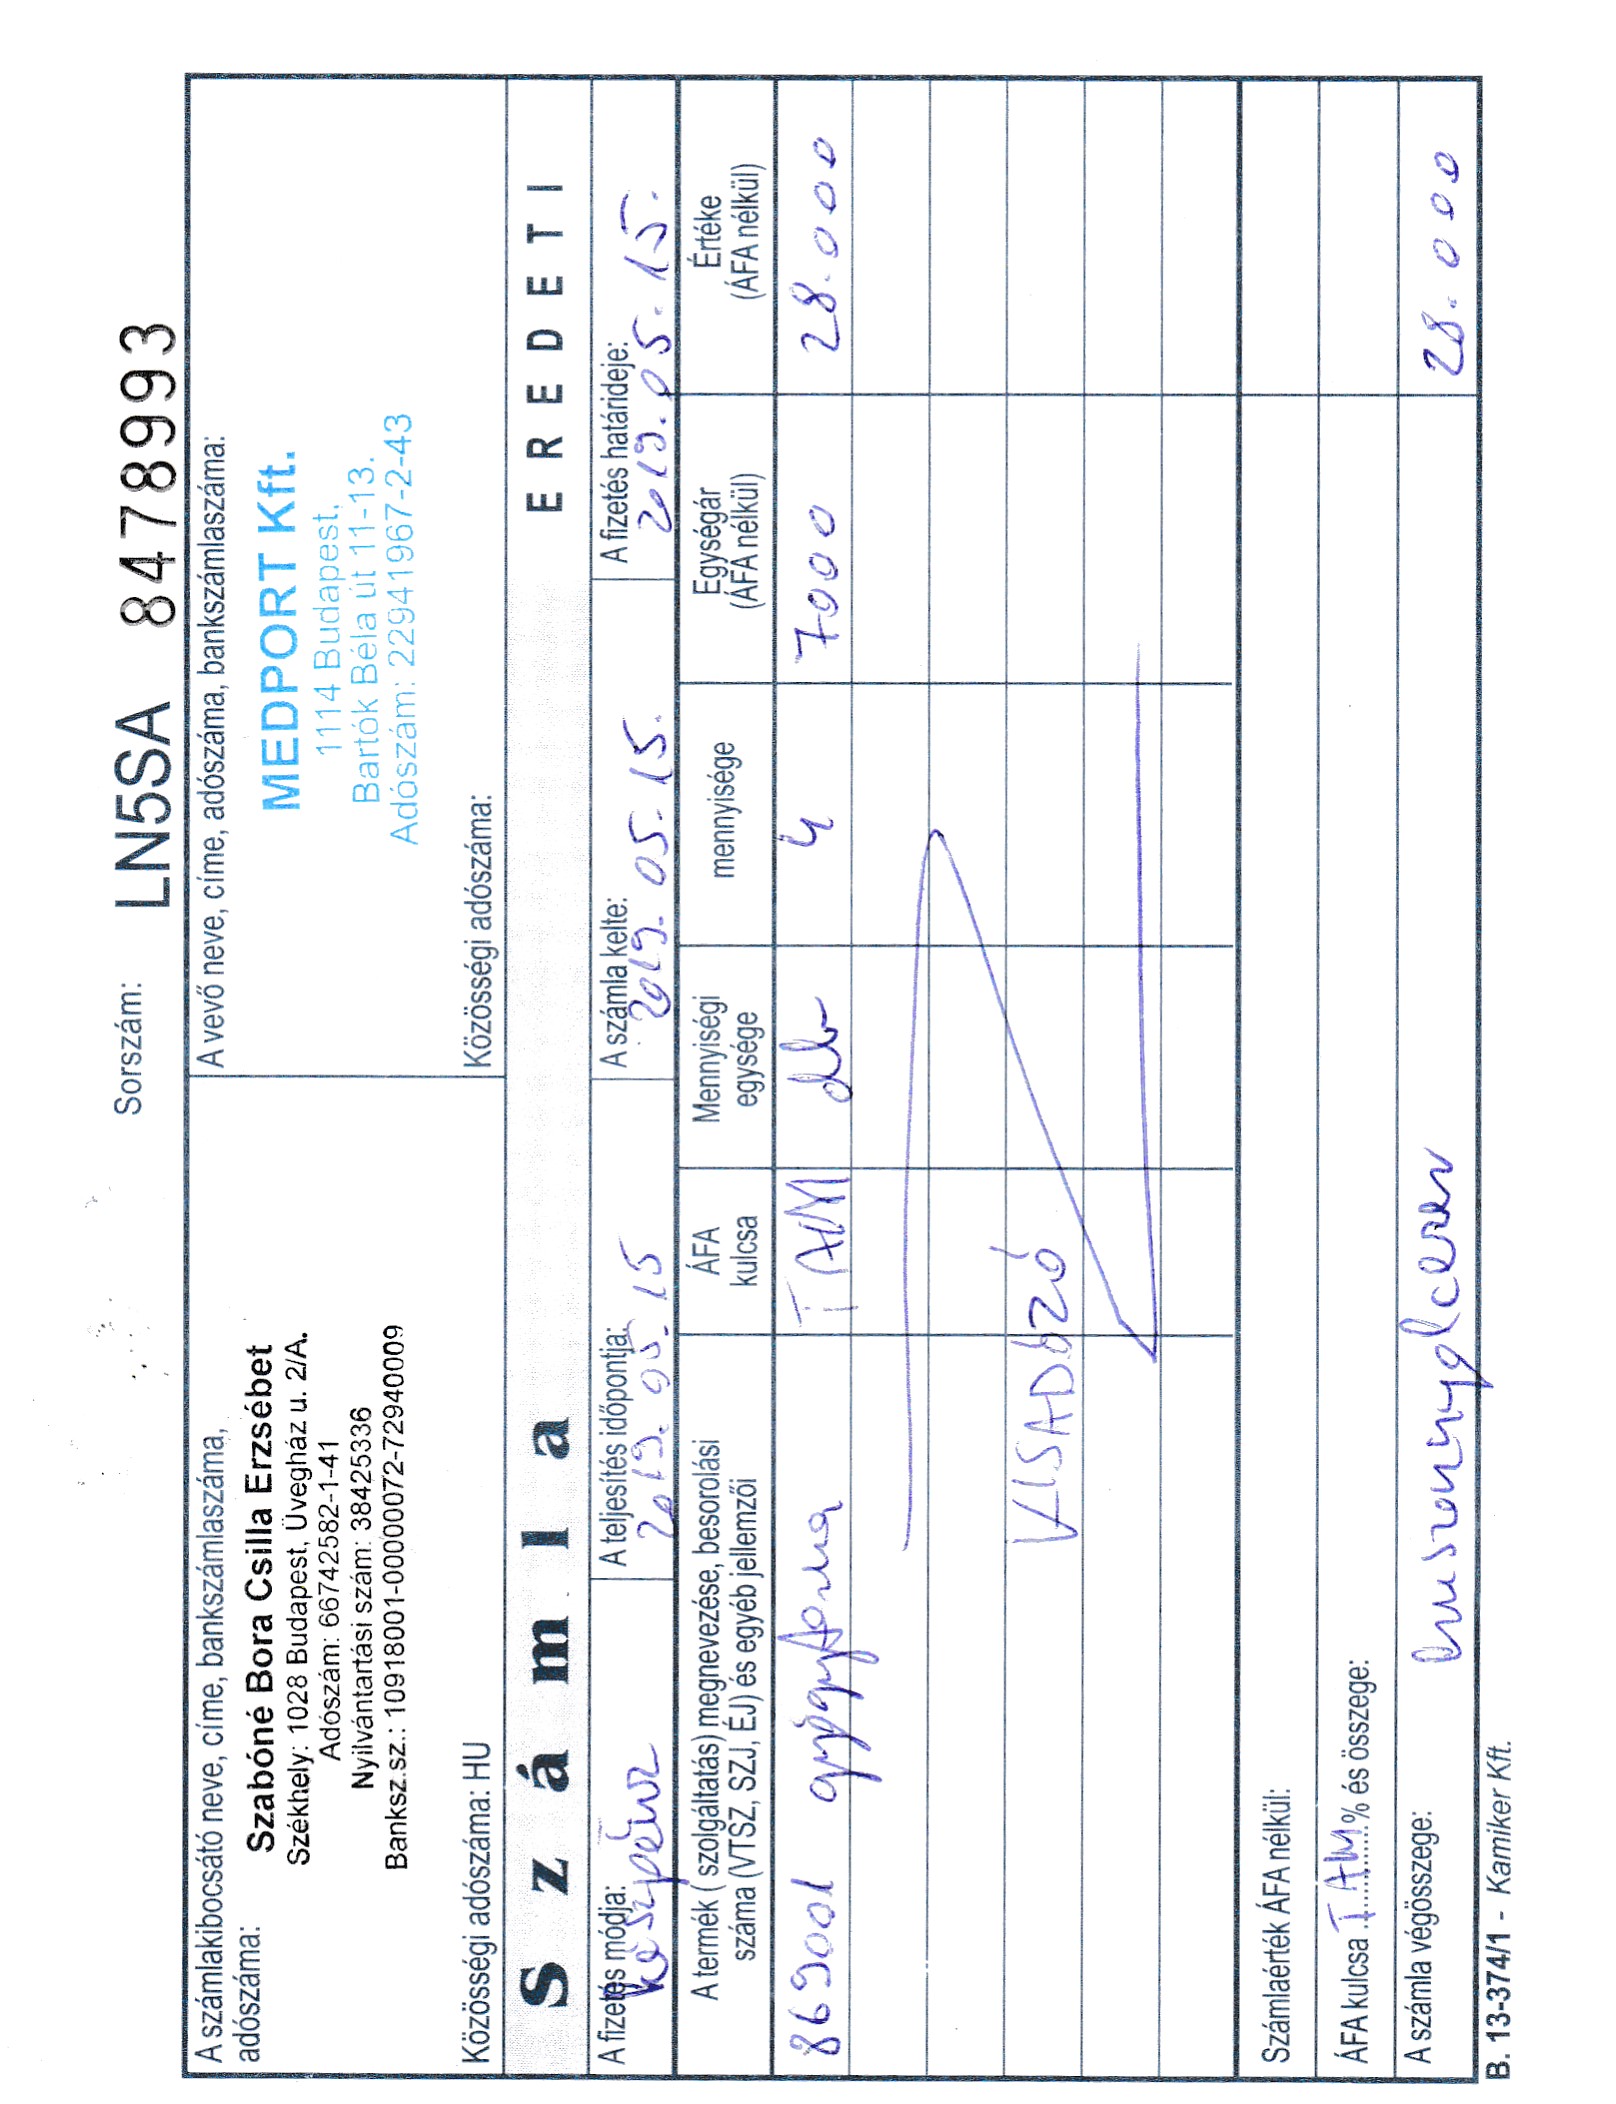 Sorszám: LN5SA 8478993
A számlakibocsátó neve, címe, bankszámlaszáma,
adószáma:
Szabóné Bora Csilla Erzsébet
Székhely: 1028 Budapest, Üvegház u. 2/A.
Adószám: 66742582-1-41
Nyilvántartási szám: 38425336
Banksz.sz.: 10918001-00000072-72940009
Közösségi adószáma: HU
A vevő neve, címe, adószáma, bankszámlaszáma:
MEDPORT Kft.
1114 Budapest,
Bartók Béla út 11-13.
Adószám: 22941967-2-43
Közösségi adószáma:
Számla EREDETI
A fizetés módja: A teljesítés időpontja: A számla kelte: A fizetés határideje:
készpénz 2019.05.15 2019.05.15. 2019.05.15.
A termék ( szolgáltatás) megnevezése, besorolási
száma (VTSZ, SZJ, ÉJ) és egyéb jellemzői
ÁFA
kulcsa
Mennyiségi
egysége
mennyisége
Egységár
(ÁFA nélkül)
Értéke
(ÁFA nélkül)
869001 gyógytorna TAM db 4 7000 28.000
KISADÓZÓ
Számlaérték ÁFA nélkül:
ÁFA kulcsa TAM % és összege:
A számla végösszege: huszonnyolcezer 28.000
B. 13-374/1 - Kamiker Kft.